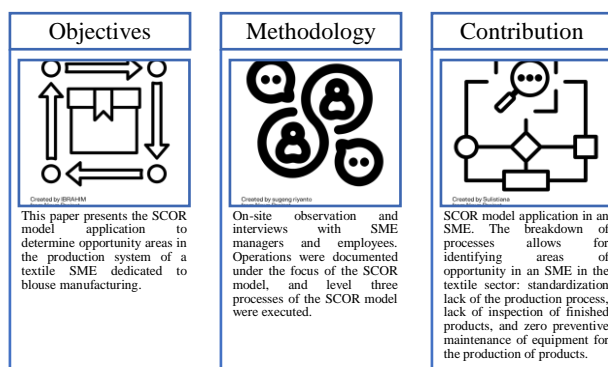 Objectives
Created by IBRAHIM
This paper presents the SCOR
model application to
determine opportunity areas in
the production system of a
textile SME dedicated to
blouse manufacturing.
Methodology
Created by sugeng riyanto
On-site observation and
interviews with SME
managers and employees.
Operations were documented
under the focus of the SCOR
model, and level three
processes of the SCOR model
were executed.
Contribution
Created by Sulistiana
SCOR model application in an
SME. The breakdown of
processes allows for
identifying areas of
opportunity in an SME in the
textile sector: standardization
lack of the production process,
lack of inspection of finished
products, and zero preventive
maintenance of equipment for
the production of products.